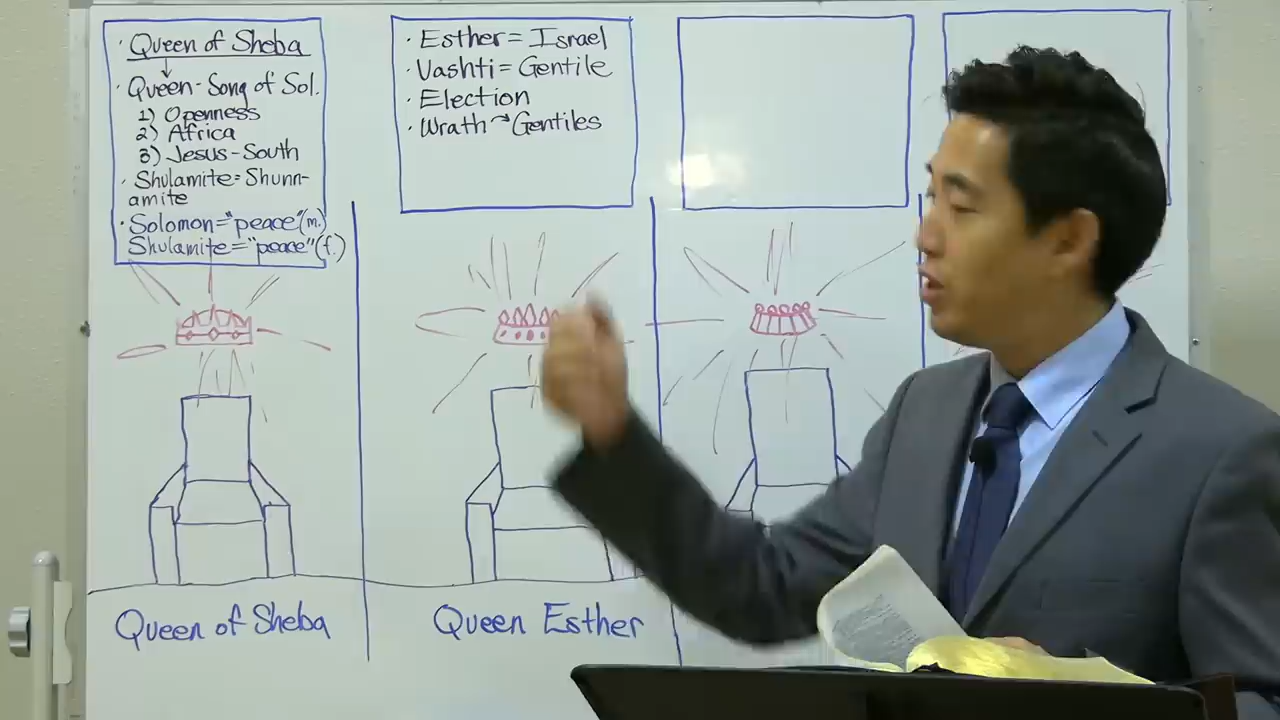 · Queen of Sheba
· Queen - Song of Sol.
1) Openness
2) Africa
3) Jesus - South
· Shulamite = Shunn-
amite
· Solomon = "peace" (m.)
Shulamite = "peace" (f.)
· Esther = Israel
· Vashti = Gentile
· Election
· Wrath → Gentiles
Queen of Sheba
Queen Esther